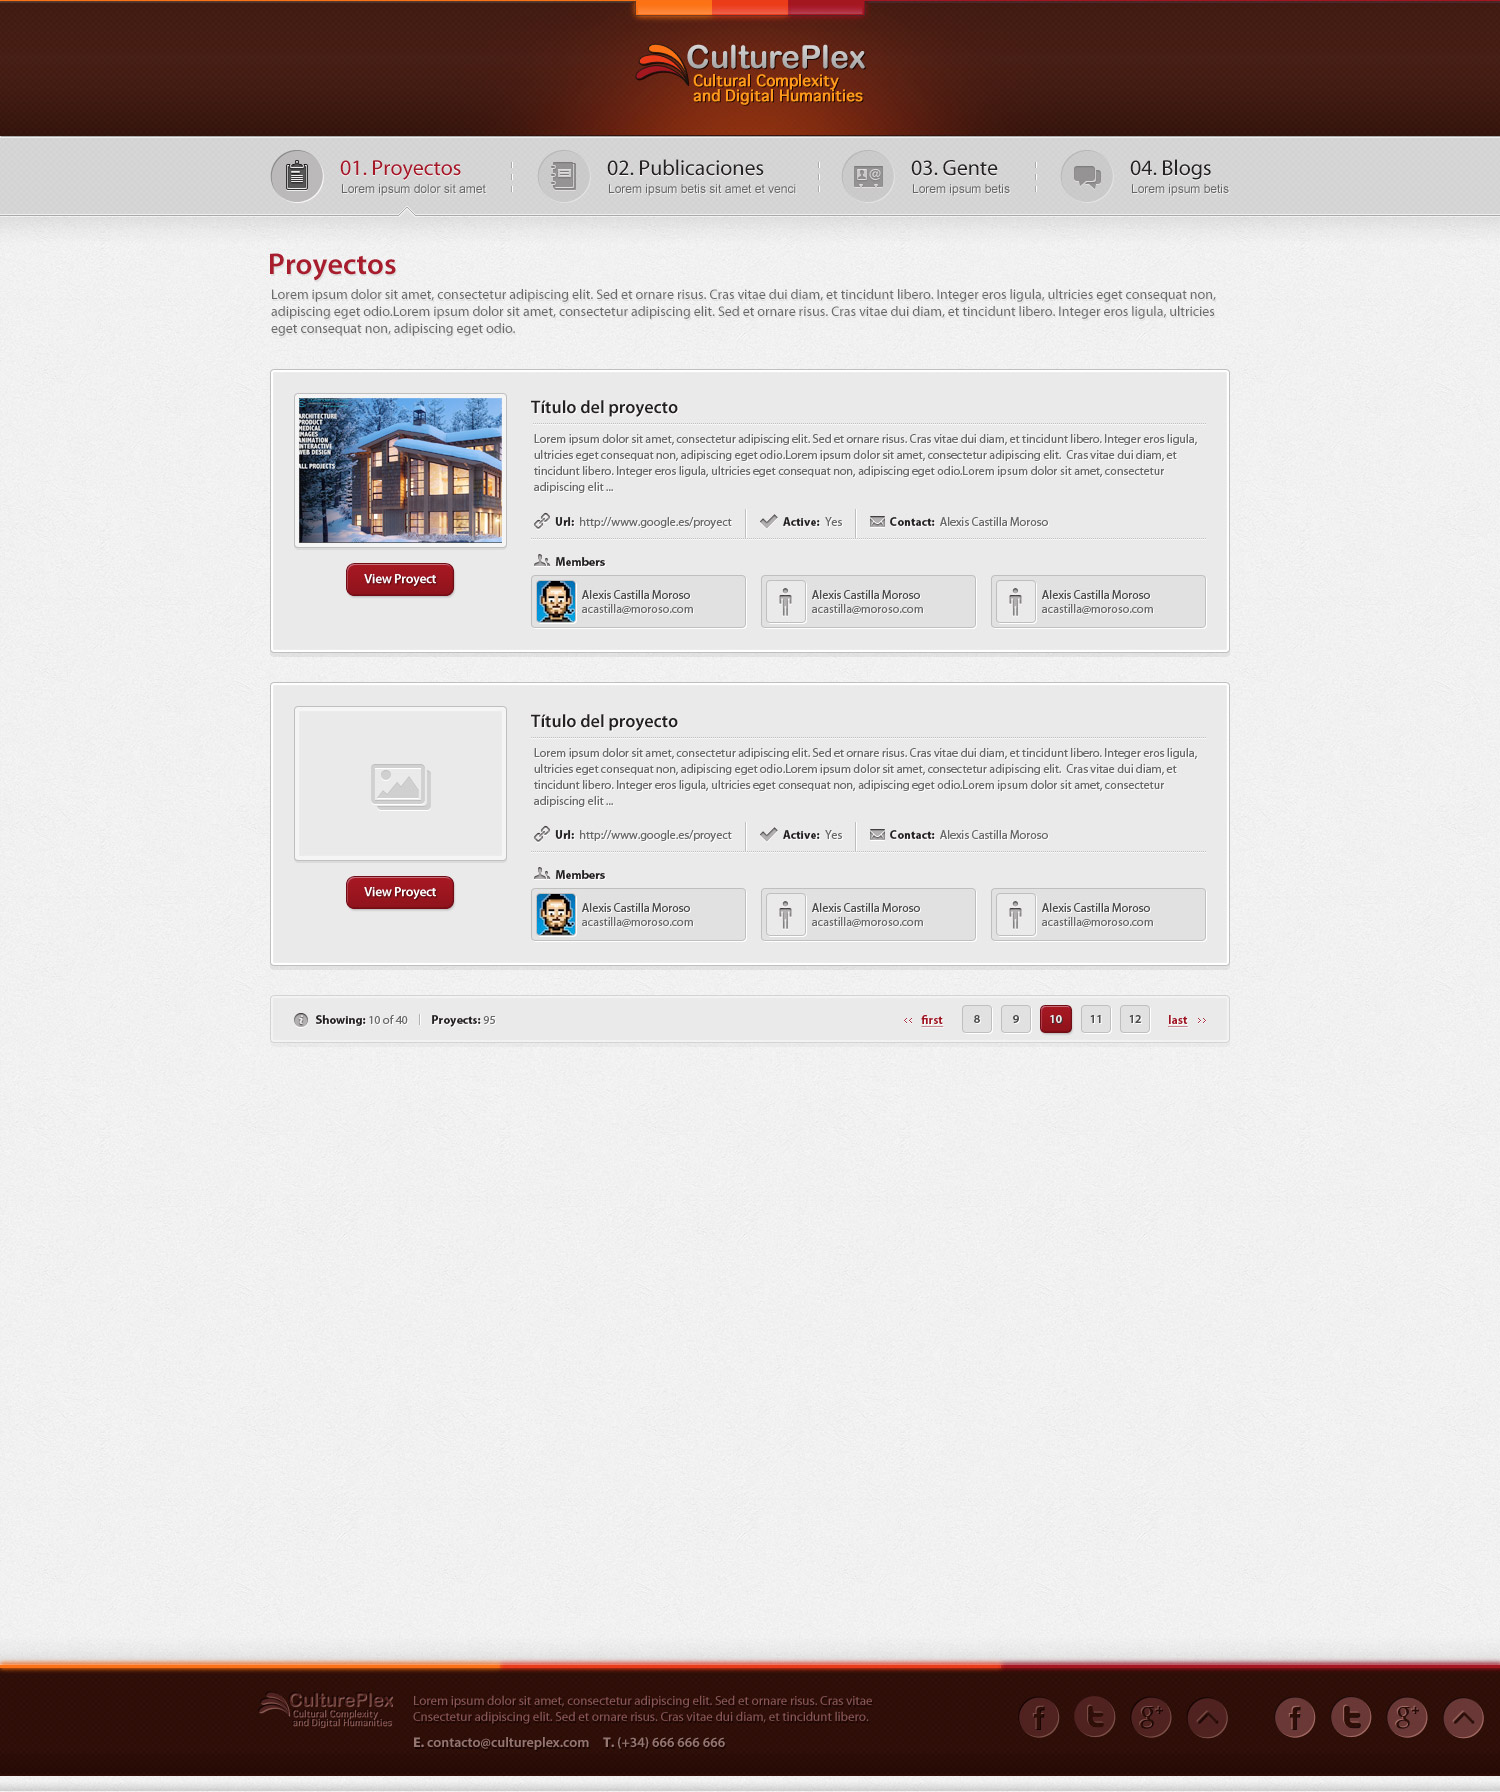 CulturePlex
Cultural Complexity
and Digital Humanities
01. Proyectos
Lorem ipsum dolor sit amet
02. Publicaciones
Lorem ipsum betis sit amet et venci
03. Gente
Lorem ipsum betis
04. Blogs
Lorem ipsum betis
Proyectos
Lorem ipsum dolor sit amet, consectetur adipiscing elit. Sed et ornare risus. Cras vitae dui diam, et tincidunt libero. Integer eros ligula, ultricies eget consequat non,
adipiscing eget odio.Lorem ipsum dolor sit amet, consectetur adipiscing elit. Sed et ornare risus. Cras vitae dui diam, et tincidunt libero. Integer eros ligula, ultricies
eget consequat non, adipiscing eget odio.
ARCHITECTURE
PRODUCT
MEDICAL
IMAGES
ANIMATION
INTERACTIVE
WEB DESIGN
ALL PROJECTS
View Proyect
Título del proyecto
Lorem ipsum dolor sit amet, consectetur adipiscing elit. Sed et ornare risus. Cras vitae dui diam, et tincidunt libero. Integer eros ligula,
ultricies eget consequat non, adipiscing eget odio.Lorem ipsum dolor sit amet, consectetur adipiscing elit. Cras vitae dui diam, et
tincidunt libero. Integer eros ligula, ultricies eget consequat non, adipiscing eget odio.Lorem ipsum dolor sit amet, consectetur
adipiscing elit ...
Url: http://www.google.es/proyect Active: Yes Contact: Alexis Castilla Moroso
Members
Alexis Castilla Moroso
acastilla@moroso.com
Alexis Castilla Moroso
acastilla@moroso.com
Alexis Castilla Moroso
acastilla@moroso.com
View Proyect
Título del proyecto
Lorem ipsum dolor sit amet, consectetur adipiscing elit. Sed et ornare risus. Cras vitae dui diam, et tincidunt libero. Integer eros ligula,
ultricies eget consequat non, adipiscing eget odio.Lorem ipsum dolor sit amet, consectetur adipiscing elit. Cras vitae dui diam, et
tincidunt libero. Integer eros ligula, ultricies eget consequat non, adipiscing eget odio.Lorem ipsum dolor sit amet, consectetur
adipiscing elit ...
Url: http://www.google.es/proyect Active: Yes Contact: Alexis Castilla Moroso
Members
Alexis Castilla Moroso
acastilla@moroso.com
Alexis Castilla Moroso
acastilla@moroso.com
Alexis Castilla Moroso
acastilla@moroso.com
Showing: 10 of 40 Proyects: 95
‹‹ first 8 9 10 11 12 last ››
CulturePlex
Cultural Complexity
and Digital Humanities
Lorem ipsum dolor sit amet, consectetur adipiscing elit. Sed et ornare risus. Cras vitae
Cnsectetur adipiscing elit. Sed et ornare risus. Cras vitae dui diam, et tincidunt libero.
E. contacto@cultureplex.com T. (+34) 666 666 666